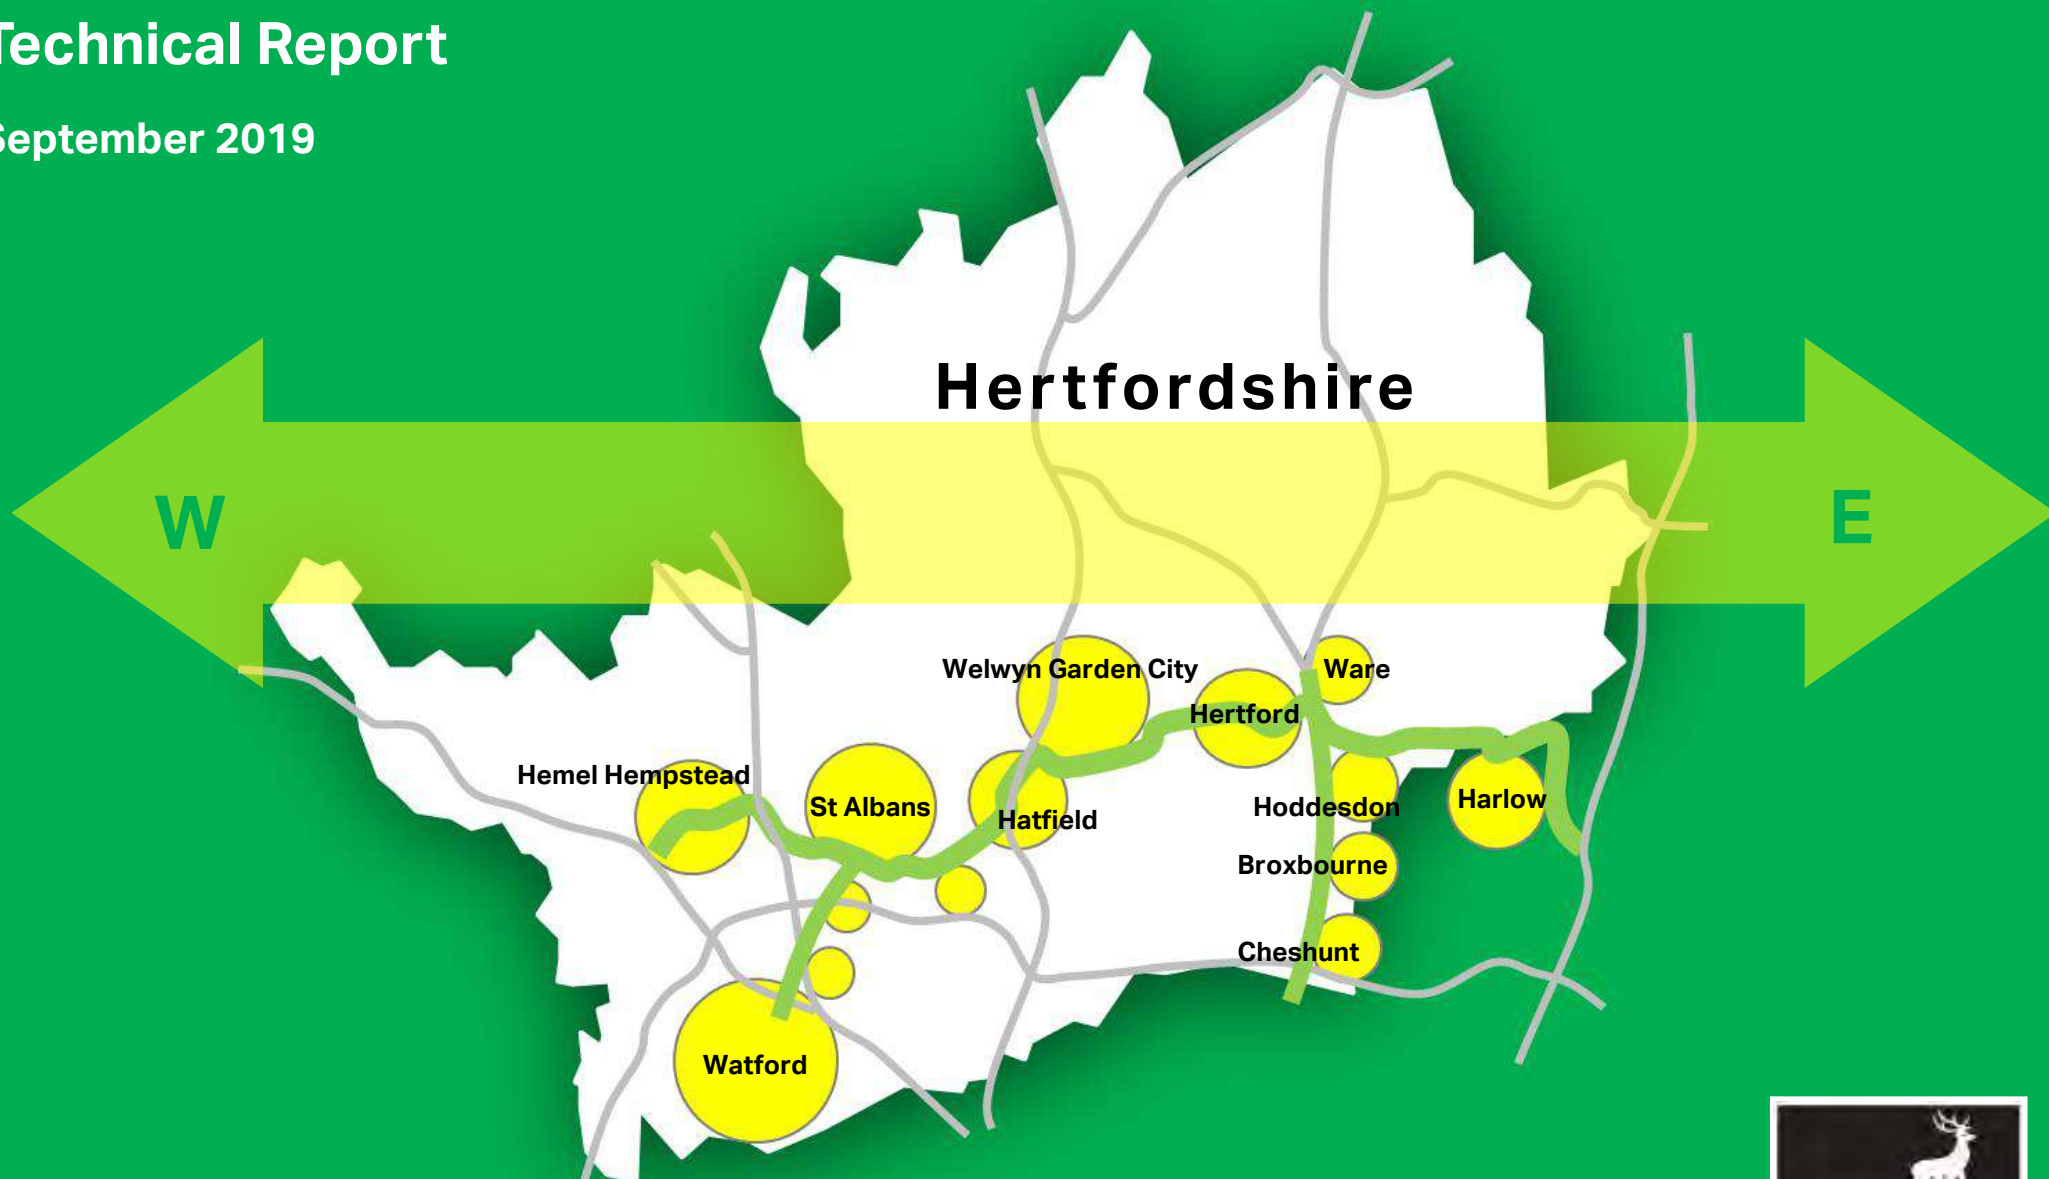 Technical Report
September 2019
Hertfordshire
W
E
Welwyn Garden City
Ware
Hertford
Hemel Hempstead
St Albans
Hatfield
Hoddesdon
Harlow
Broxbourne
Cheshunt
Watford